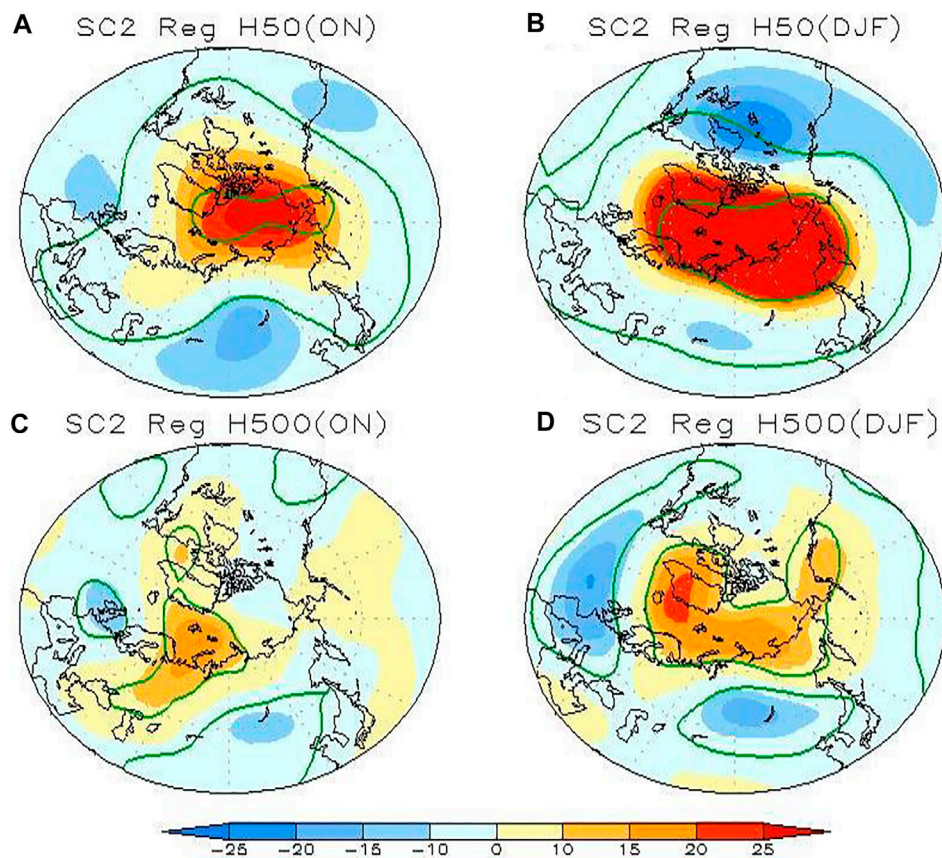 A SC2 Reg H50(ON)
B SC2 Reg H50(DJF)
C SC2 Reg H500(ON)
D SC2 Reg H500(DJF)
-25 -20 -15 -10 0 10 15 20 25